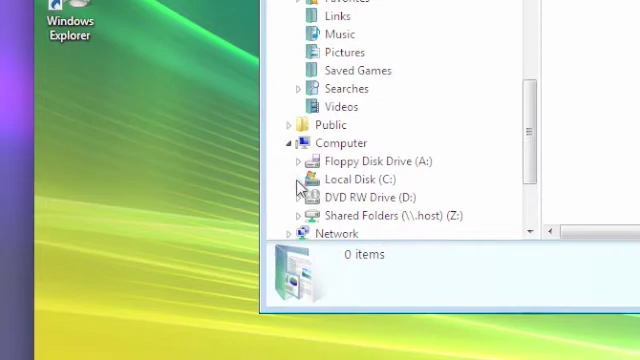 Windows
Explorer
Favorites
Links
Music
Pictures
Saved Games
Searches
Videos
Public
Computer
Floppy Disk Drive (A:)
Local Disk (C:)
DVD RW Drive (D:)
Shared Folders (\\.host) (Z:)
Network
0 items